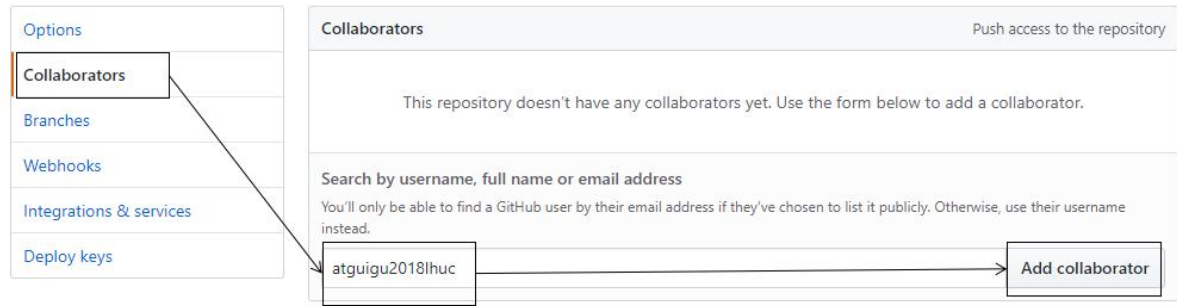 Options
Collaborators
Branches
Webhooks
Integrations & services
Deploy keys
Collaborators
Push access to the repository
This repository doesn't have any collaborators yet. Use the form below to add a collaborator.
Search by username, full name or email address
You'll only be able to find a GitHub user by their email address if they've chosen to list it publicly. Otherwise, use their username
instead.
atguigu2018lhuc
Add collaborator